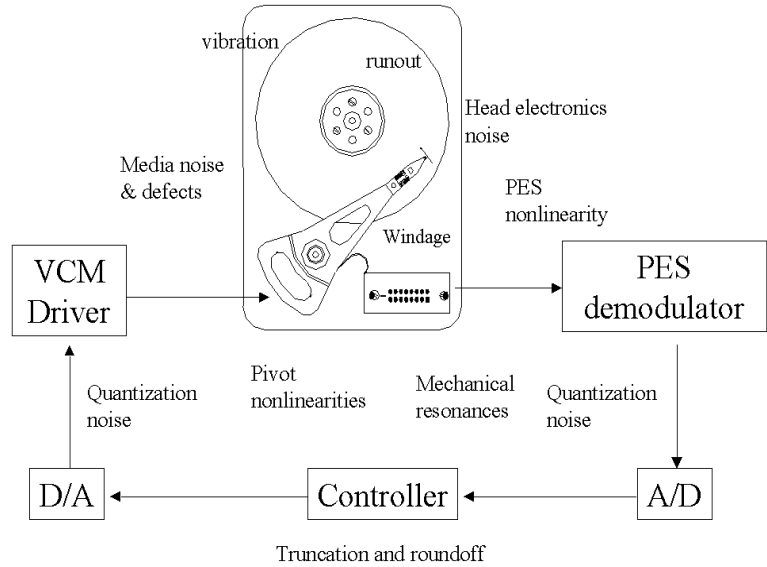 vibration
runout
Head electronics
noise
Media noise
& defects
PES
nonlinearity
Windage
VCM
Driver
PES
demodulator
Pivot
nonlinearities
Mechanical
resonances
Quantization
noise
Quantization
noise
D/A
Controller
A/D
Truncation and roundoff